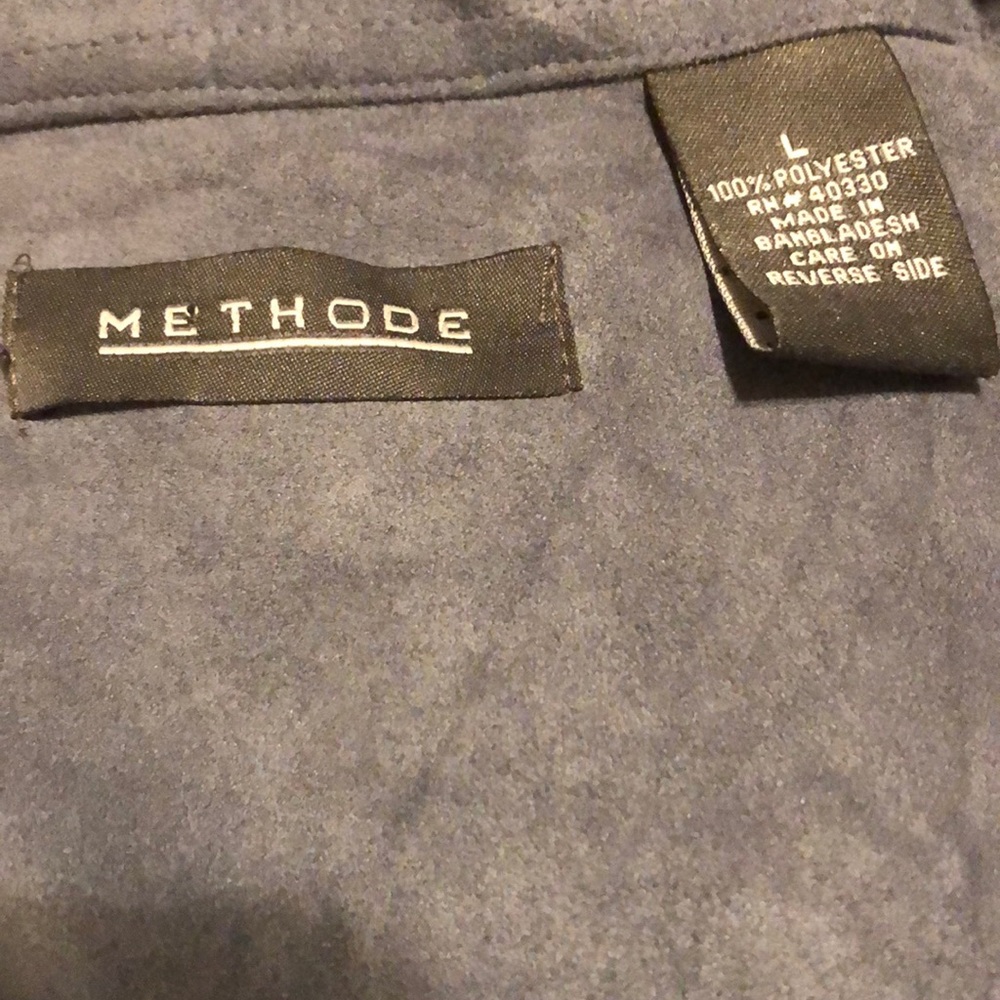 METHODE
L
100% POLYESTER
RN# 40330
MADE IN
BANGLADESH
CARE ON
REVERSE SIDE